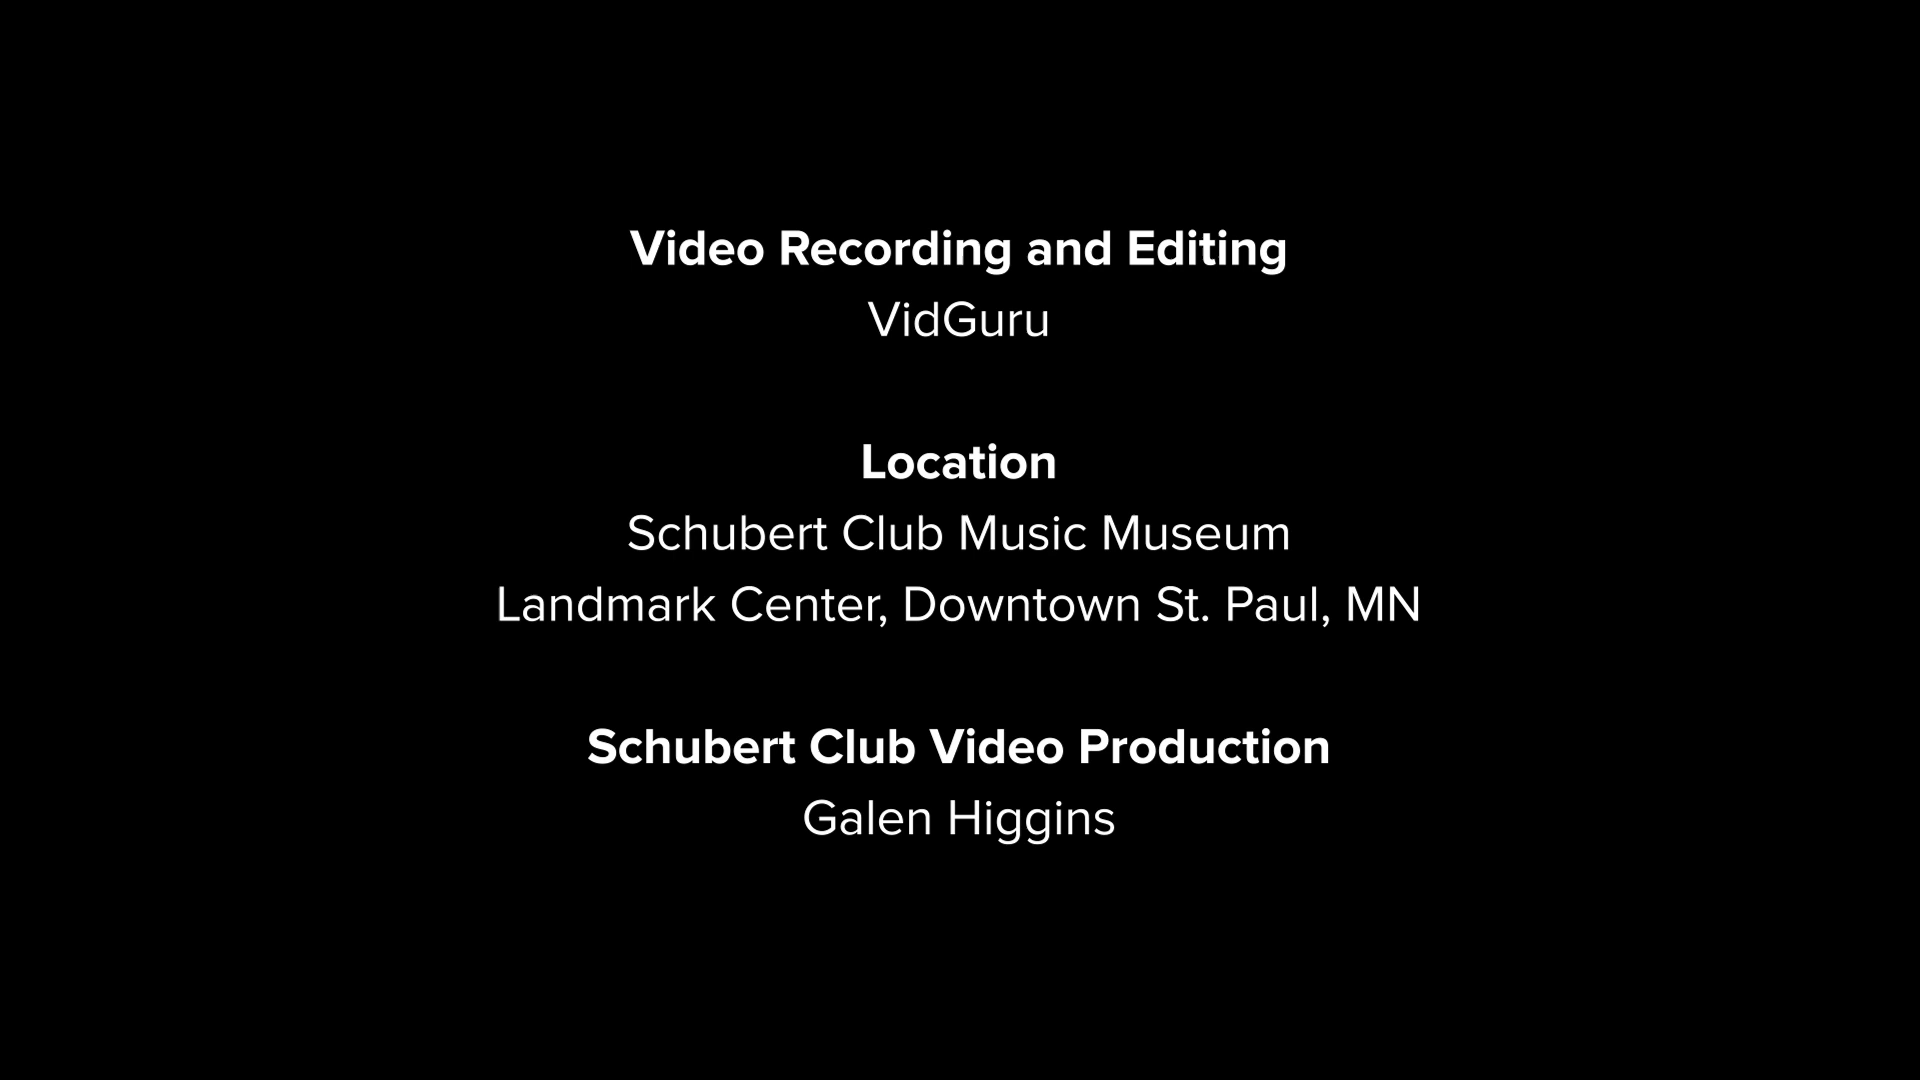 Video Recording and Editing
VidGuru
Location
Schubert Club Music Museum
Landmark Center, Downtown St. Paul, MN
Schubert Club Video Production
Galen Higgins